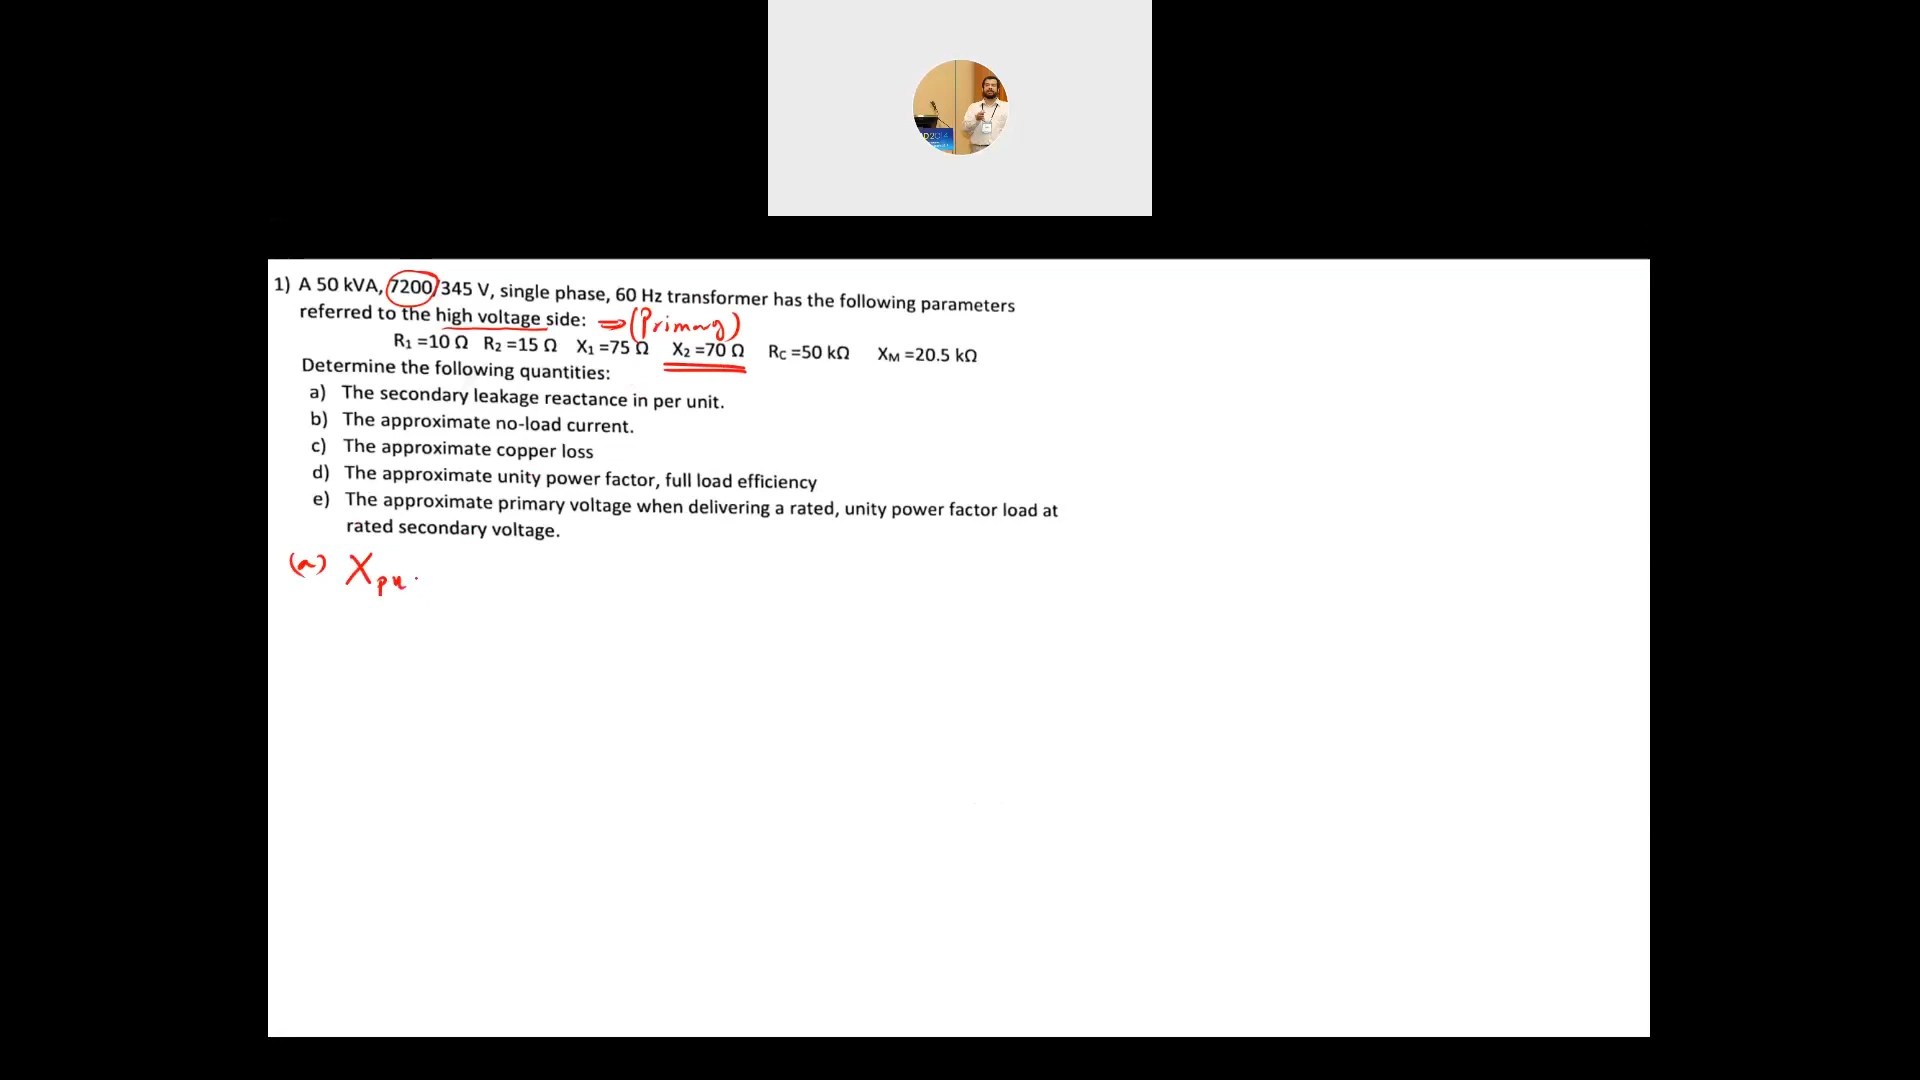 1) A 50 kVA, 7200/345 V, single phase, 60 Hz transformer has the following parameters
referred to the high voltage side: ⇒ (Primary)
R₁ =10 Ω R₂ =15 Ω X₁ =75 Ω X₂ =70 Ω Rc =50 kΩ Xᴍ =20.5 kΩ
Determine the following quantities:
a) The secondary leakage reactance in per unit.
b) The approximate no-load current.
c) The approximate copper loss
d) The approximate unity power factor, full load efficiency
e) The approximate primary voltage when delivering a rated, unity power factor load at
rated secondary voltage.
(a) Xpu.